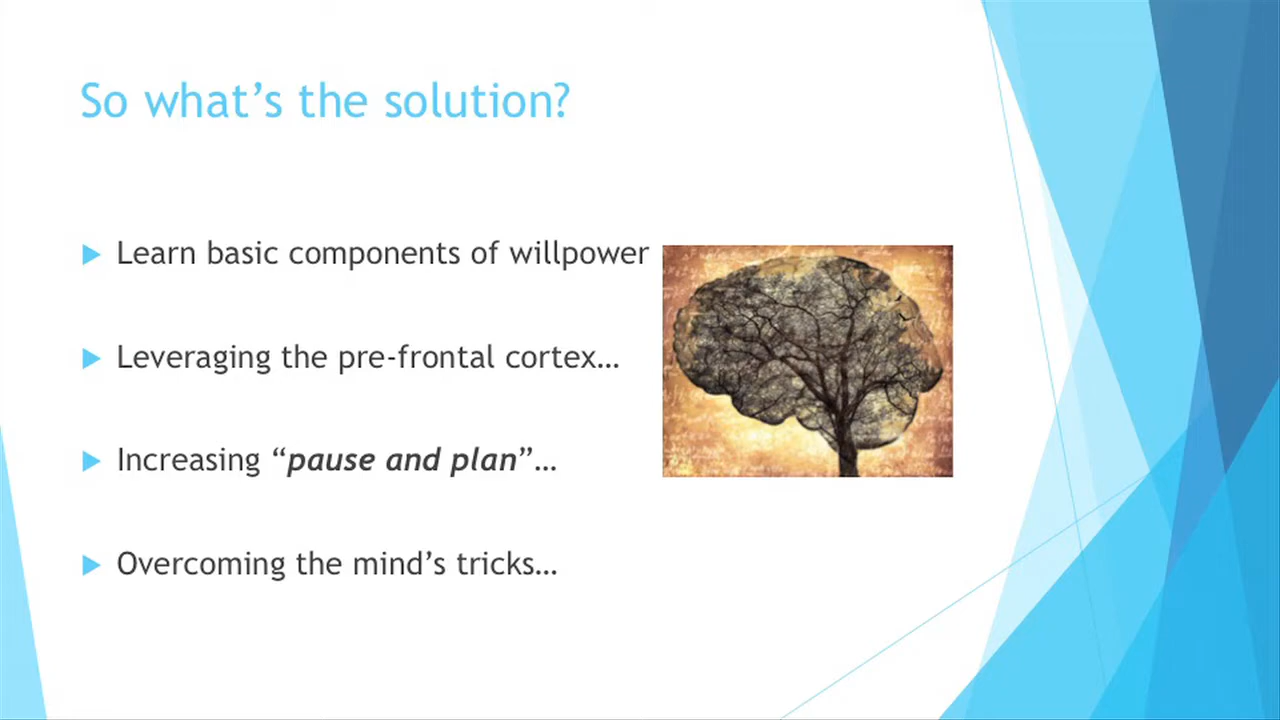 So what’s the solution?
Learn basic components of willpower
Leveraging the pre-frontal cortex…
Increasing “pause and plan”…
Overcoming the mind’s tricks…